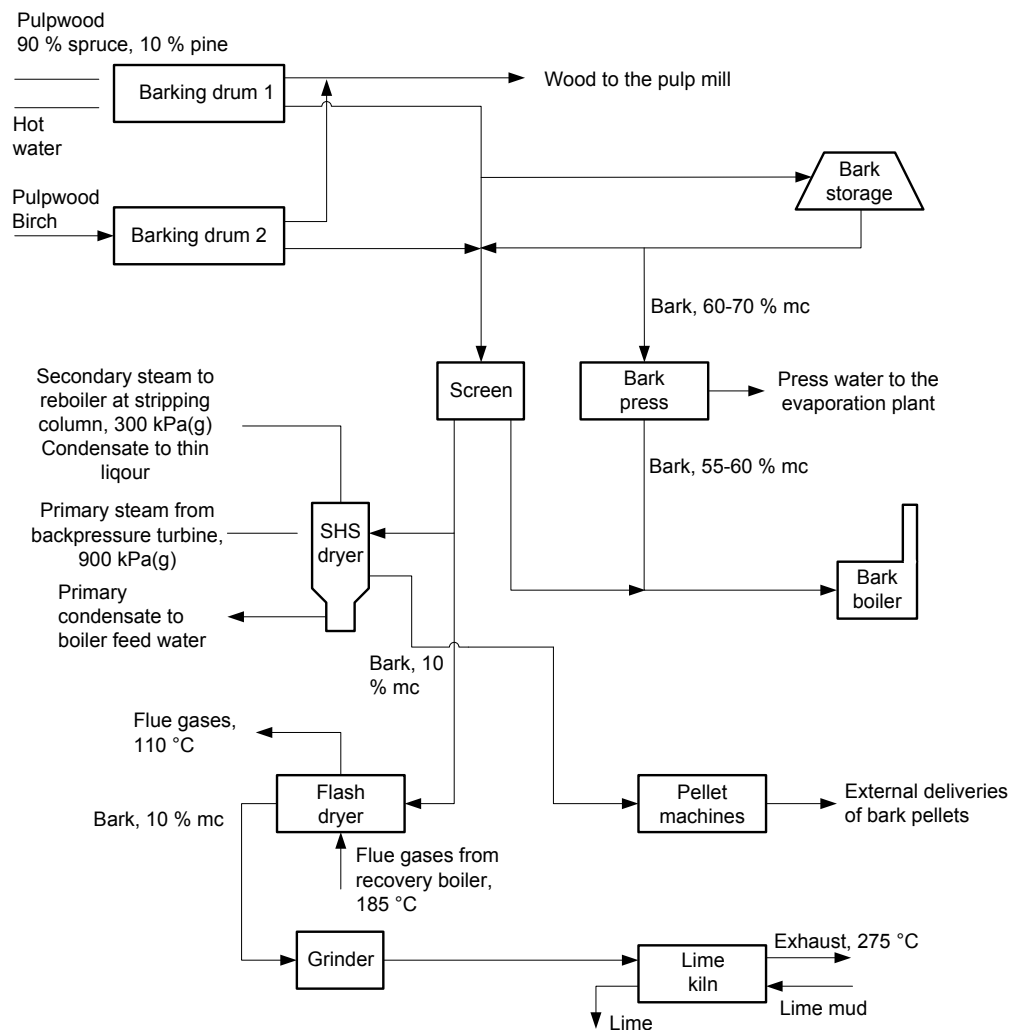 Pulpwood
90 % spruce, 10 % pine
Barking drum 1
Wood to the pulp mill
Hot
water
Bark
storage
Pulpwood
Birch
Barking drum 2
Bark, 60-70 % mc
Secondary steam to
reboiler at stripping
column, 300 kPa(g)
Condensate to thin
liqour
Screen
Bark
press
Press water to the
evaporation plant
Bark, 55-60 % mc
Primary steam from
backpressure turbine,
900 kPa(g)
SHS
dryer
Bark
boiler
Primary
condensate to
boiler feed water
Bark, 10
% mc
Flue gases,
110 °C
Flash
dryer
Pellet
machines
External deliveries
of bark pellets
Bark, 10 % mc
Flue gases from
recovery boiler,
185 °C
Grinder
Lime
kiln
Exhaust, 275 °C
Lime mud
Lime